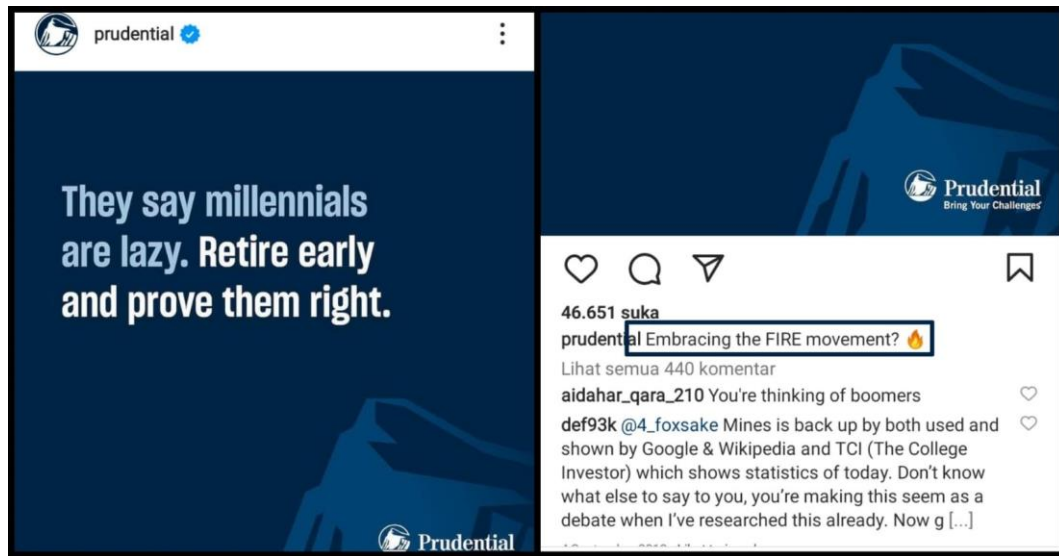 prudential
They say millennials
are lazy. Retire early
and prove them right.
Prudential
Prudential
Bring Your Challenges
46.651 suka
prudential Embracing the FIRE movement? 🔥
Lihat semua 440 komentar
aidahar_qara_210 You're thinking of boomers
def93k @4_foxsake Mines is back up by both used and
shown by Google & Wikipedia and TCI (The College
Investor) which shows statistics of today. Don't know
what else to say to you, you're making this seem as a
debate when I've researched this already. Now g [...]